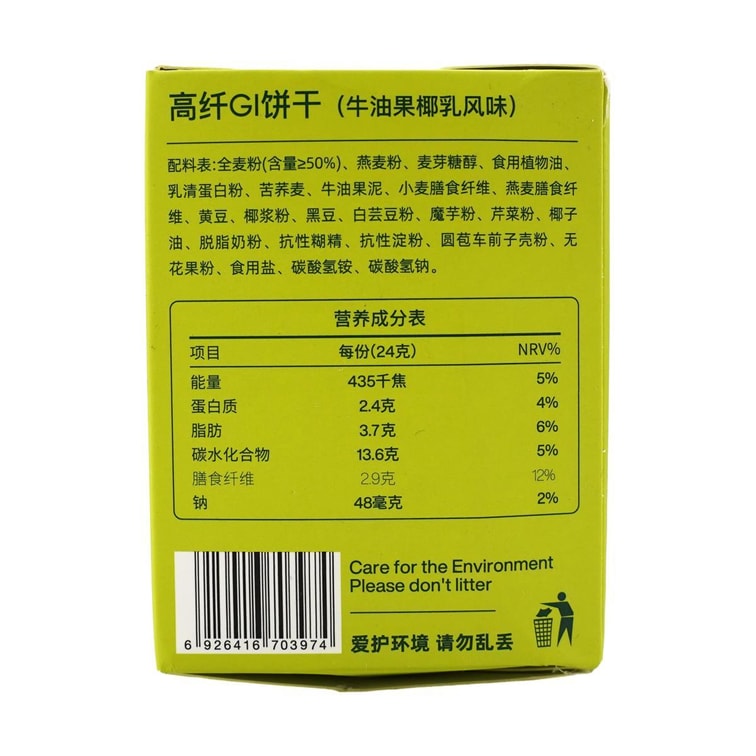 高纤GI饼干（牛油果椰乳风味）
配料表:全麦粉(含量≥50%)、燕麦粉、麦芽糖醇、食用植物油、
乳清蛋白粉、苦荞麦、牛油果泥、小麦膳食纤维、燕麦膳食纤
维、黄豆、椰浆粉、黑豆、白芸豆粉、魔芋粉、芹菜粉、椰子
油、脱脂奶粉、抗性糊精、抗性淀粉、圆苞车前子壳粉、无
花果粉、食用盐、碳酸氢铵、碳酸氢钠。
营养成分表
项目 每份(24克) NRV%
能量 435千焦 5%
蛋白质 2.4克 4%
脂肪 3.7克 6%
碳水化合物 13.6克 5%
膳食纤维 2.9克 12%
钠 48毫克 2%
Care for the Environment
Please don't litter
爱护环境 请勿乱丢
6 926416 703974